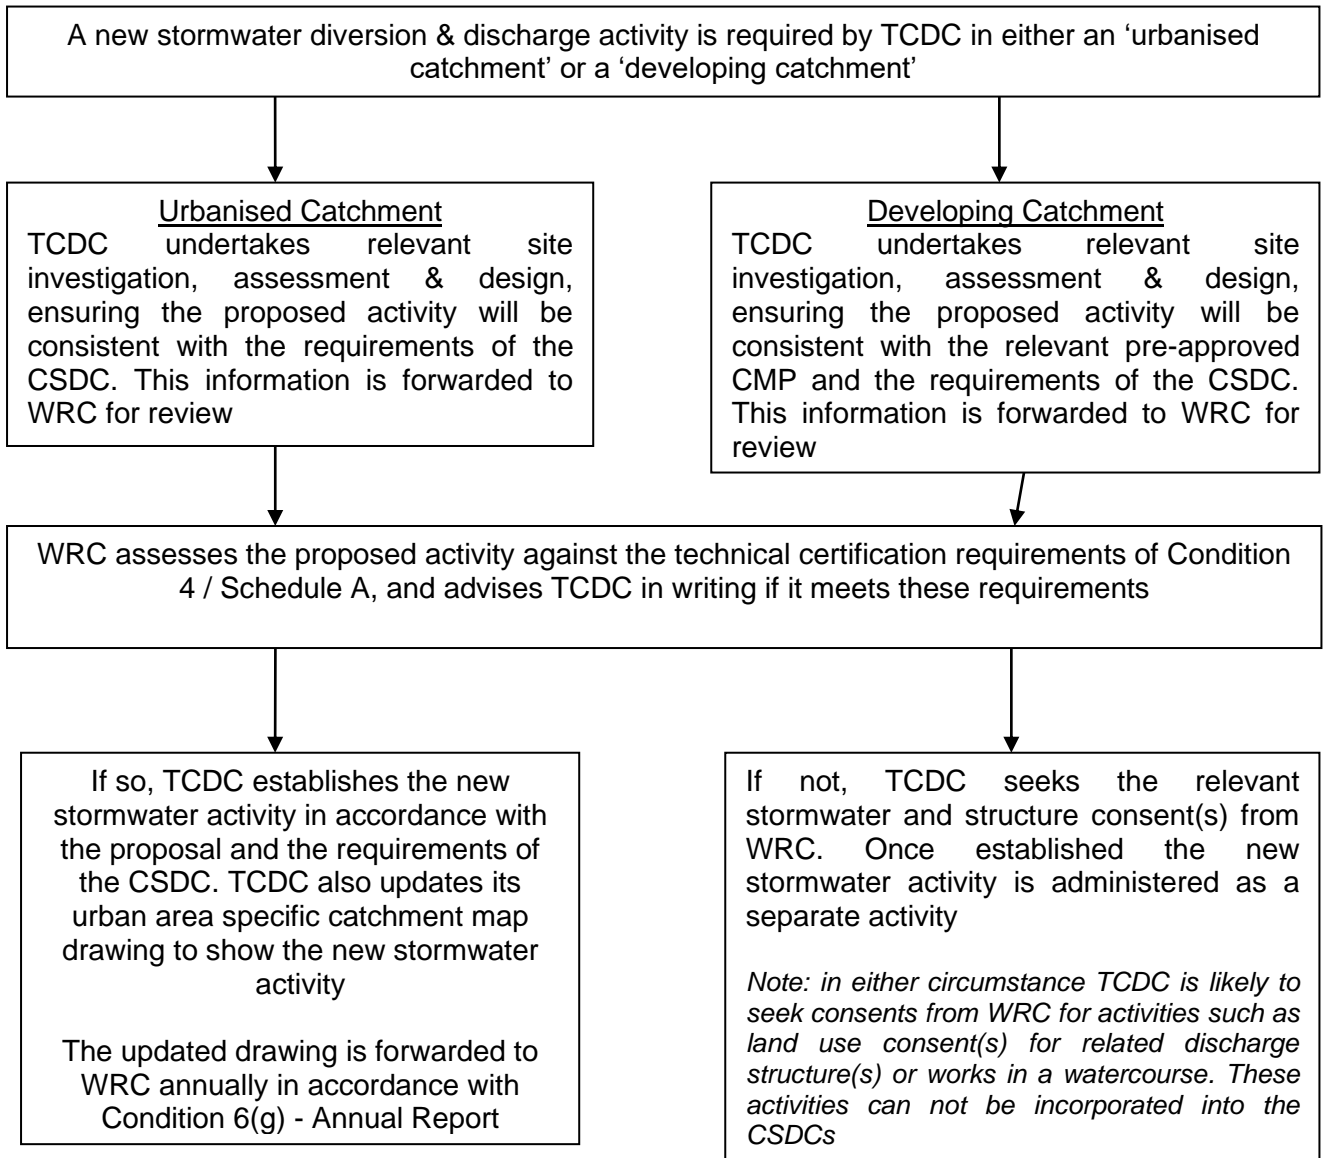 A new stormwater diversion & discharge activity is required by TCDC in either an ‘urbanised
catchment’ or a ‘developing catchment’
Urbanised Catchment
TCDC undertakes relevant site
investigation, assessment & design,
ensuring the proposed activity will be
consistent with the requirements of the
CSDC. This information is forwarded to
WRC for review
Developing Catchment
TCDC undertakes relevant site
investigation, assessment & design,
ensuring the proposed activity will be
consistent with the relevant pre-approved
CMP and the requirements of the CSDC.
This information is forwarded to WRC for
review
WRC assesses the proposed activity against the technical certification requirements of Condition
4 / Schedule A, and advises TCDC in writing if it meets these requirements
If so, TCDC establishes the new
stormwater activity in accordance with
the proposal and the requirements of
the CSDC. TCDC also updates its
urban area specific catchment map
drawing to show the new stormwater
activity
The updated drawing is forwarded to
WRC annually in accordance with
Condition 6(g) - Annual Report
If not, TCDC seeks the relevant
stormwater and structure consent(s) from
WRC. Once established the new
stormwater activity is administered as a
separate activity
Note: in either circumstance TCDC is likely to
seek consents from WRC for activities such as
land use consent(s) for related discharge
structure(s) or works in a watercourse. These
activities can not be incorporated into the
CSDCs